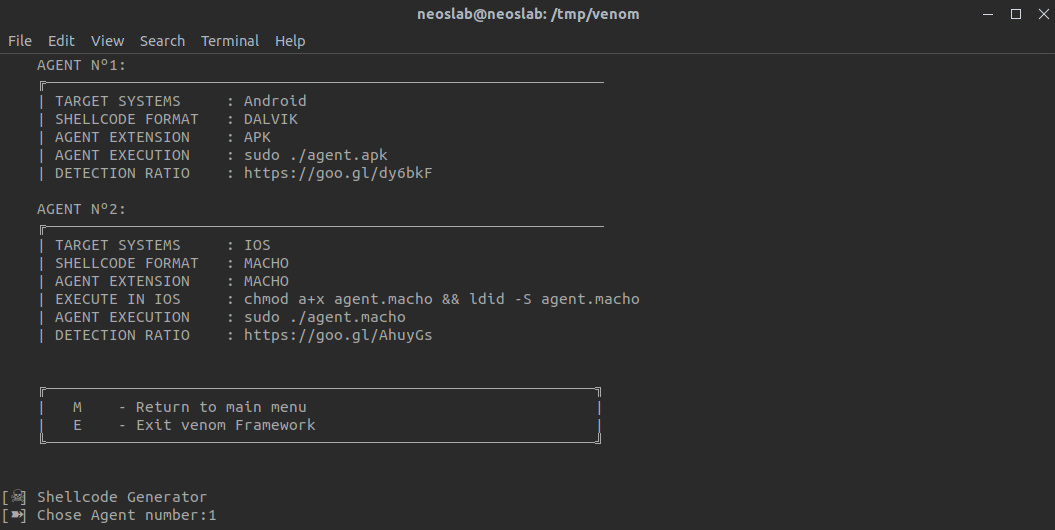 neoslab@neoslab: /tmp/venom
File Edit View Search Terminal Help
AGENT Nº1:
| TARGET SYSTEMS : Android
| SHELLCODE FORMAT : DALVIK
| AGENT EXTENSION : APK
| AGENT EXECUTION : sudo ./agent.apk
| DETECTION RATIO : https://goo.gl/dy6bkF
AGENT Nº2:
| TARGET SYSTEMS : IOS
| SHELLCODE FORMAT : MACHO
| AGENT EXTENSION : MACHO
| EXECUTE IN IOS : chmod a+x agent.macho && ldid -S agent.macho
| AGENT EXECUTION : sudo ./agent.macho
| DETECTION RATIO : https://goo.gl/AhuyGs
| M - Return to main menu |
| E - Exit venom Framework |
[☠] Shellcode Generator
[➽] Chose Agent number:1